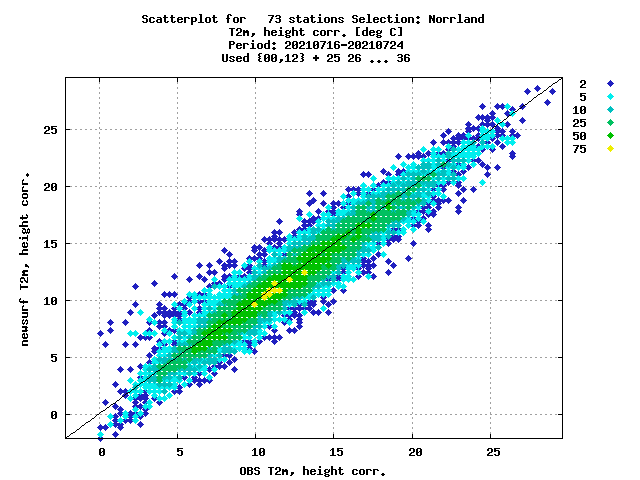 Scatterplot for   73 stations Selection: Norrland
T2m, height corr. [deg C]
Period: 20210716-20210724
Used {00,12} + 25 26 ... 36
2
5
10
25
50
75
newsurf T2m, height corr.
25
20
15
10
5
0
0 5 10 15 20 25
OBS T2m, height corr.